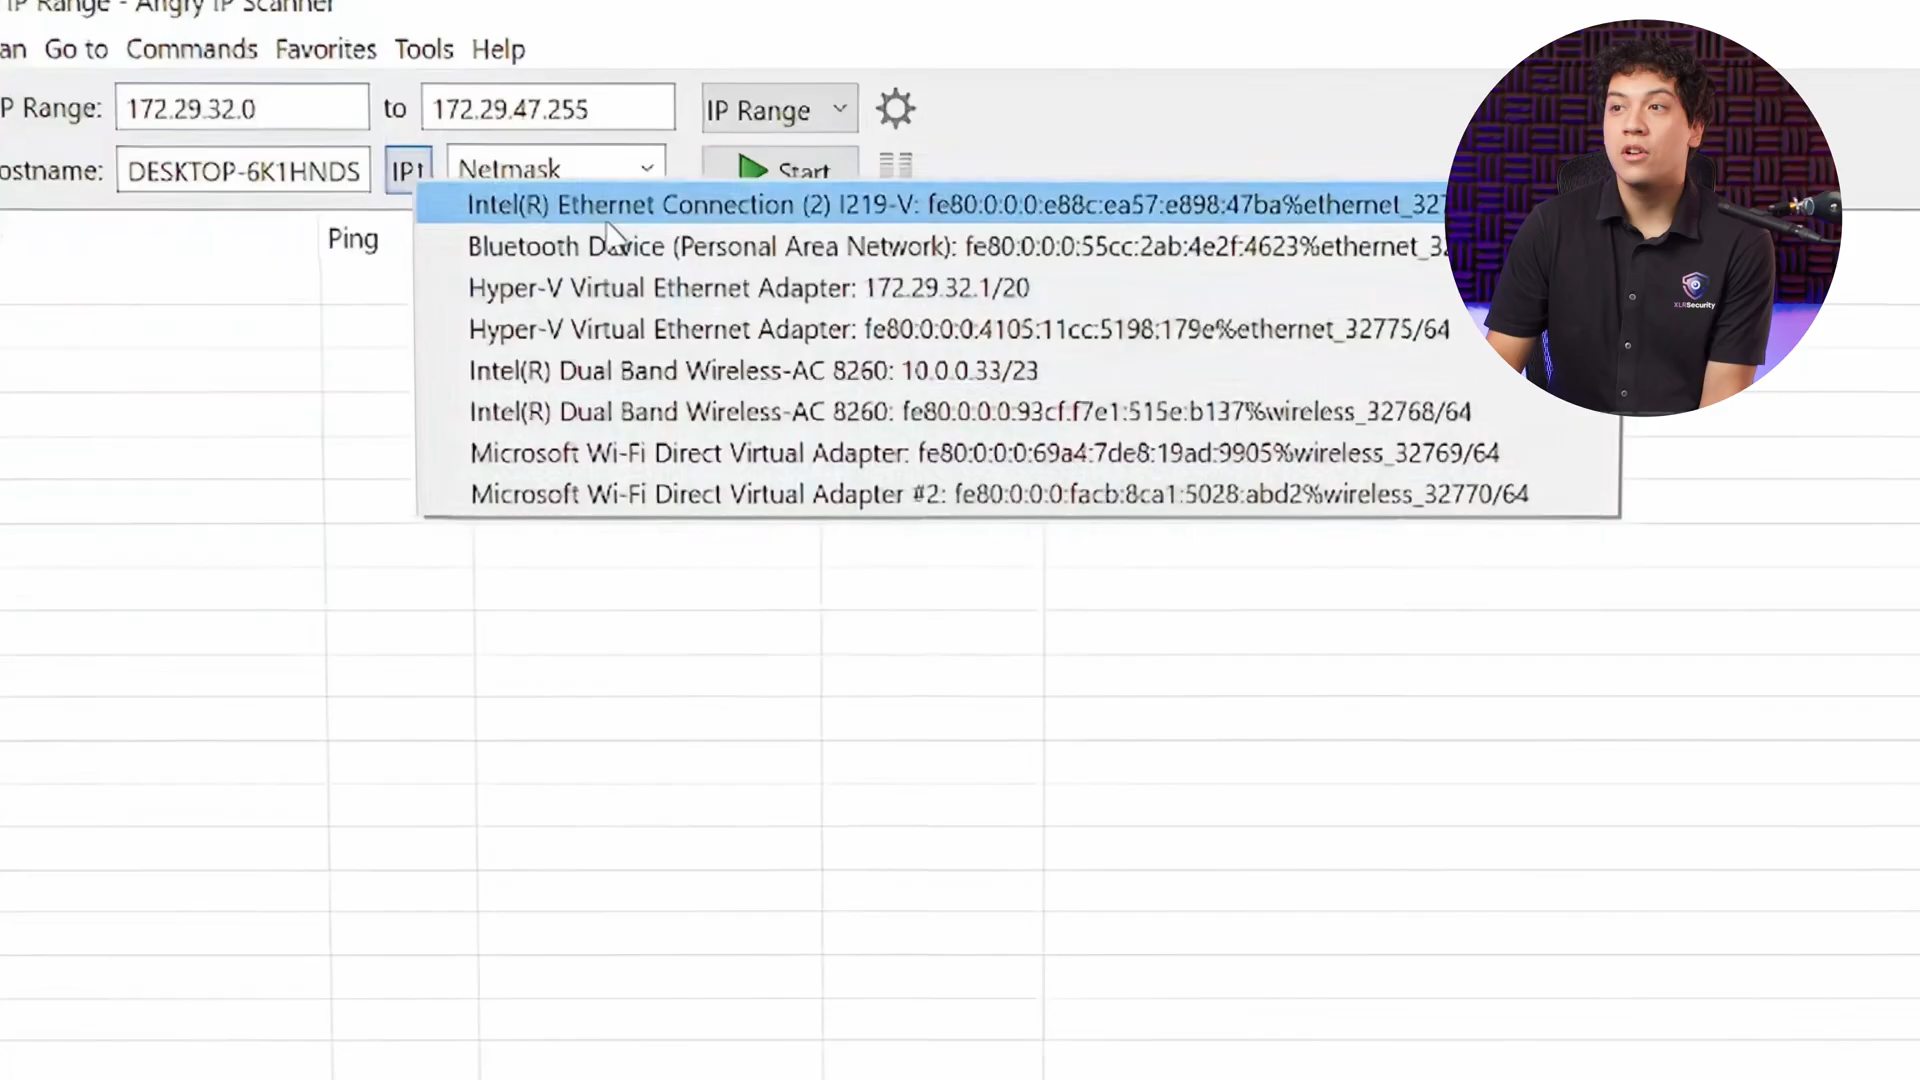 IP Range - Angry IP Scanner
an Go to Commands Favorites Tools Help
P Range: 172.29.32.0 to 172.29.47.255 IP Range
ostname: DESKTOP-6K1HNDS IP↑ Netmask Start
Ping
Intel(R) Ethernet Connection (2) I219-V: fe80:0:0:0:e88c:ea57:e898:47ba%ethernet_327
Bluetooth Device (Personal Area Network): fe80:0:0:0:55cc:2ab:4e2f:4623%ethernet_32
Hyper-V Virtual Ethernet Adapter: 172.29.32.1/20
Hyper-V Virtual Ethernet Adapter: fe80:0:0:0:4105:11cc:5198:179e%ethernet_32775/64
Intel(R) Dual Band Wireless-AC 8260: 10.0.0.33/23
Intel(R) Dual Band Wireless-AC 8260: fe80:0:0:0:93cf:f7e1:515e:b137%wireless_32768/64
Microsoft Wi-Fi Direct Virtual Adapter: fe80:0:0:0:69a4:7de8:19ad:9905%wireless_32769/64
Microsoft Wi-Fi Direct Virtual Adapter #2: fe80:0:0:0:facb:8ca1:5028:abd2%wireless_32770/64
XLRSecurity